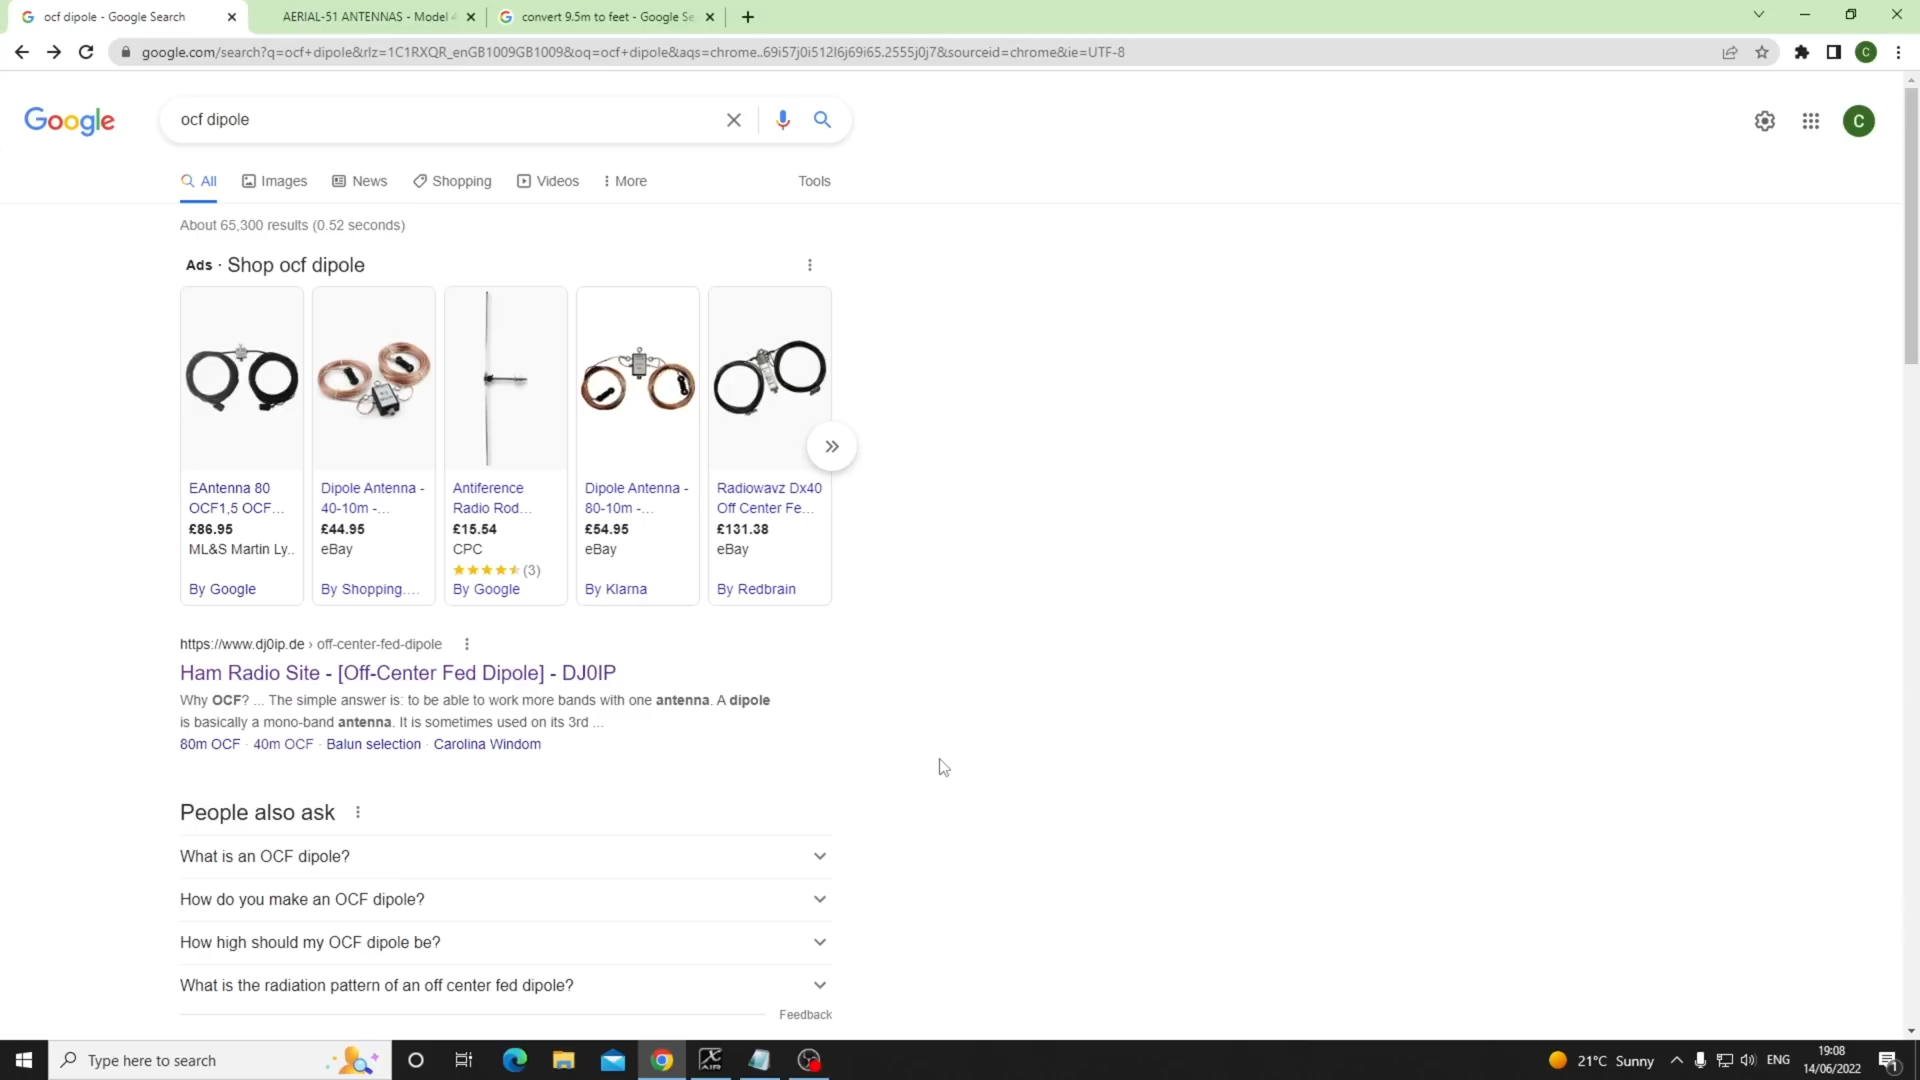 ocf dipole - Google Search
AERIAL-51 ANTENNAS - Model 4
convert 9.5m to feet - Google Se
google.com/search?q=ocf+dipole&rlz=1C1RXQR_enGB1009GB1009&oq=ocf+dipole&aqs=chrome..69i57j0i512l6j69i65.2555j0j7&sourceid=chrome&ie=UTF-8
C
Google
ocf dipole
C
All
Images
News
Shopping
Videos
More
Tools
About 65,300 results (0.52 seconds)
Ads · Shop ocf dipole
EAntenna 80
OCF1,5 OCF...
£86.95
ML&S Martin Ly..
By Google
Dipole Antenna -
40-10m -...
£44.95
eBay
By Shopping....
Antiference
Radio Rod...
£15.54
CPC
(3)
By Google
Dipole Antenna -
80-10m -...
£54.95
eBay
By Klarna
Radiowavz Dx40
Off Center Fe...
£131.38
eBay
By Redbrain
https://www.dj0ip.de › off-center-fed-dipole
Ham Radio Site - [Off-Center Fed Dipole] - DJ0IP
Why OCF? ... The simple answer is: to be able to work more bands with one antenna. A dipole
is basically a mono-band antenna. It is sometimes used on its 3rd ...
80m OCF · 40m OCF · Balun selection · Carolina Windom
People also ask
What is an OCF dipole?
How do you make an OCF dipole?
How high should my OCF dipole be?
What is the radiation pattern of an off center fed dipole?
Feedback
Type here to search
X AIR
21°C Sunny
ENG
19:08
14/06/2022
1